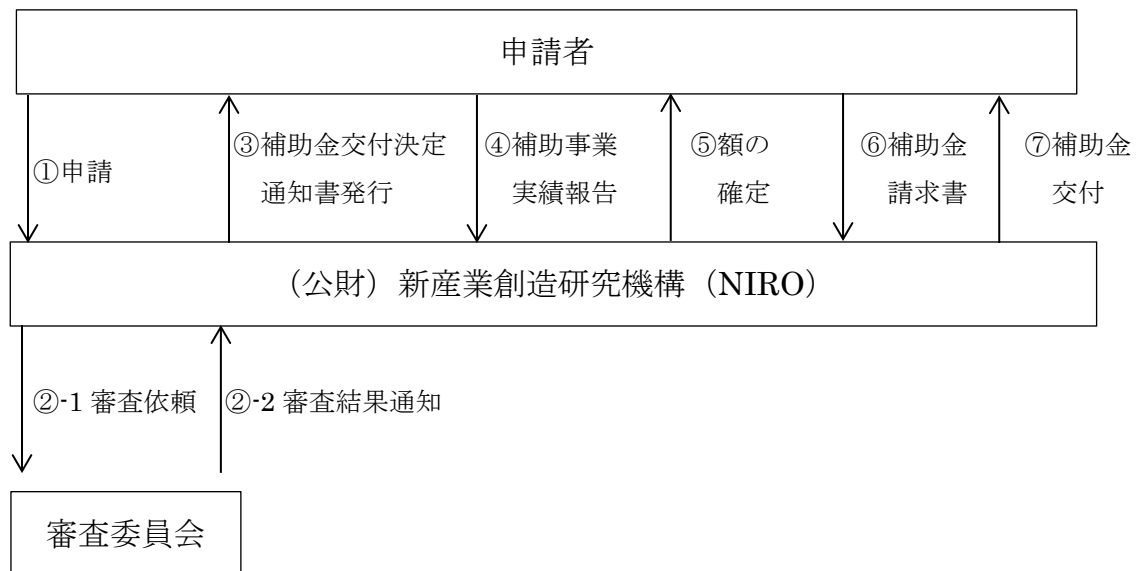 申請者
①申請
③補助金交付決定
通知書発行
④補助事業
実績報告
⑤額の
確定
⑥補助金
請求書
⑦補助金
交付
（公財）新産業創造研究機構（NIRO）
②-1 審査依頼
②-2 審査結果通知
審査委員会